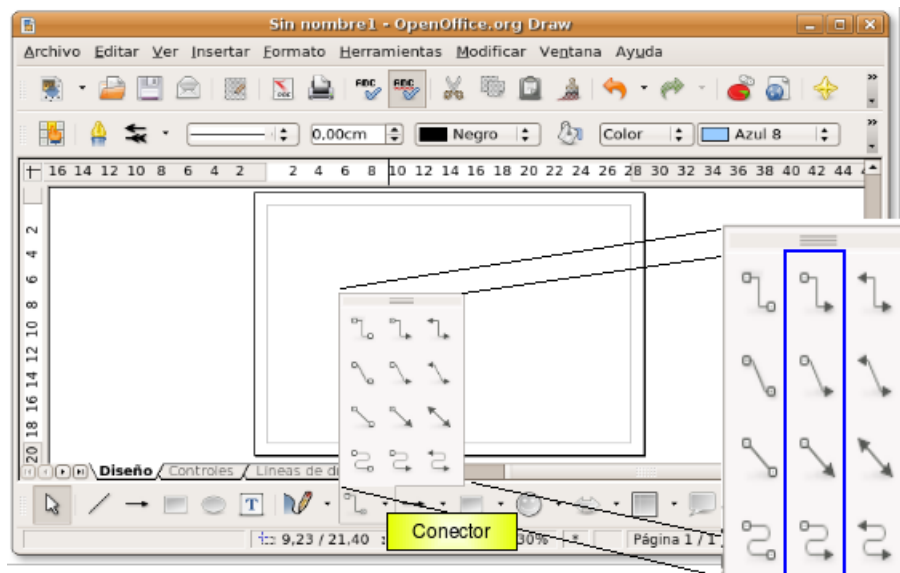 Sin nombre1 - OpenOffice.org Draw
Archivo Editar Ver Insertar Formato Herramientas Modificar Ventana Ayuda
ABC ABC
0,00cm Negro Color Azul 8
16 14 12 10 8 6 4 2 2 4 6 8 10 12 14 16 18 20 22 24 26 28 30 32 34 36 38 40 42 44
2
4
6
8
10
12
14
16
18
20
Diseño Controles Líneas de
T
Conector
9,23 / 21,40 30% * Página 1 / 1